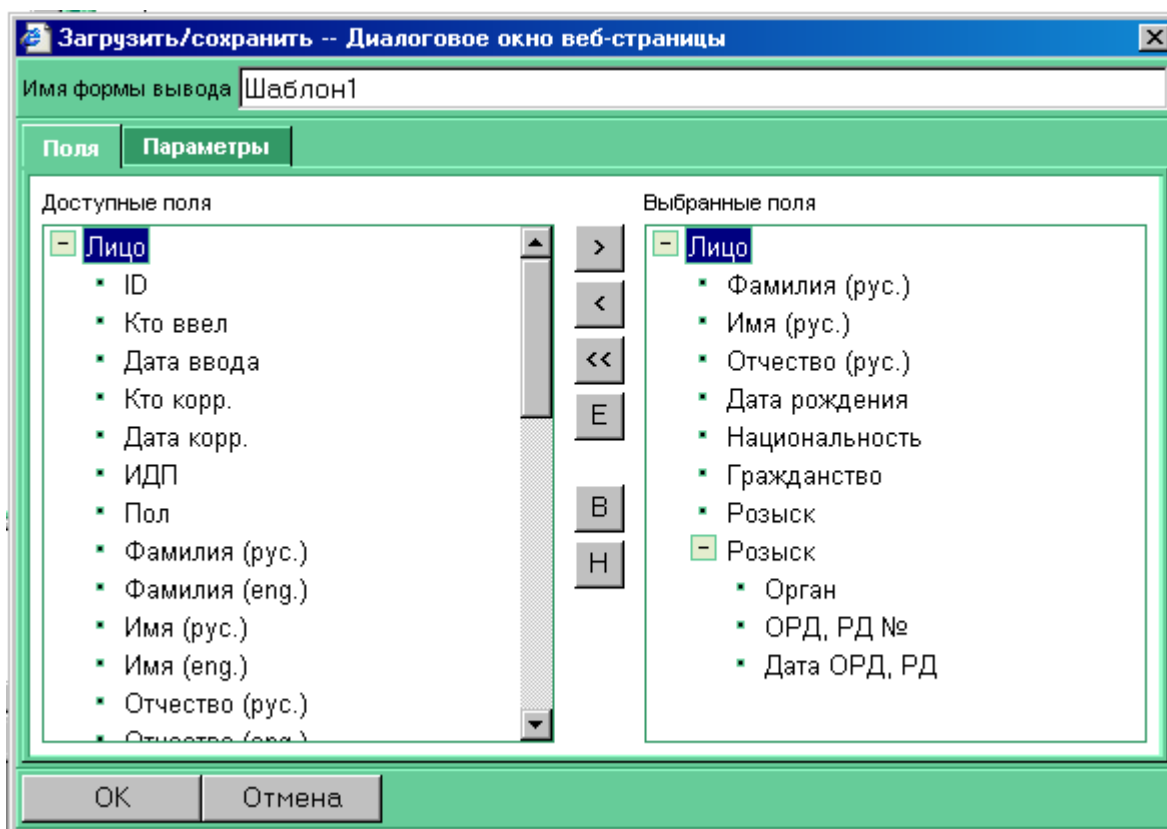 Загрузить/сохранить -- Диалоговое окно веб-страницы
Имя формы вывода Шаблон1
Поля Параметры
Доступные поля
Лицо
ID
Кто ввел
Дата ввода
Кто корр.
Дата корр.
ИДП
Пол
Фамилия (рус.)
Фамилия (eng.)
Имя (рус.)
Имя (eng.)
Отчество (рус.)
Отчество (eng.)
>
<
<<
Е
В
Н
Выбранные поля
Лицо
Фамилия (рус.)
Имя (рус.)
Отчество (рус.)
Дата рождения
Национальность
Гражданство
Розыск
Розыск
Орган
ОРД, РД №
Дата ОРД, РД
OK Отмена